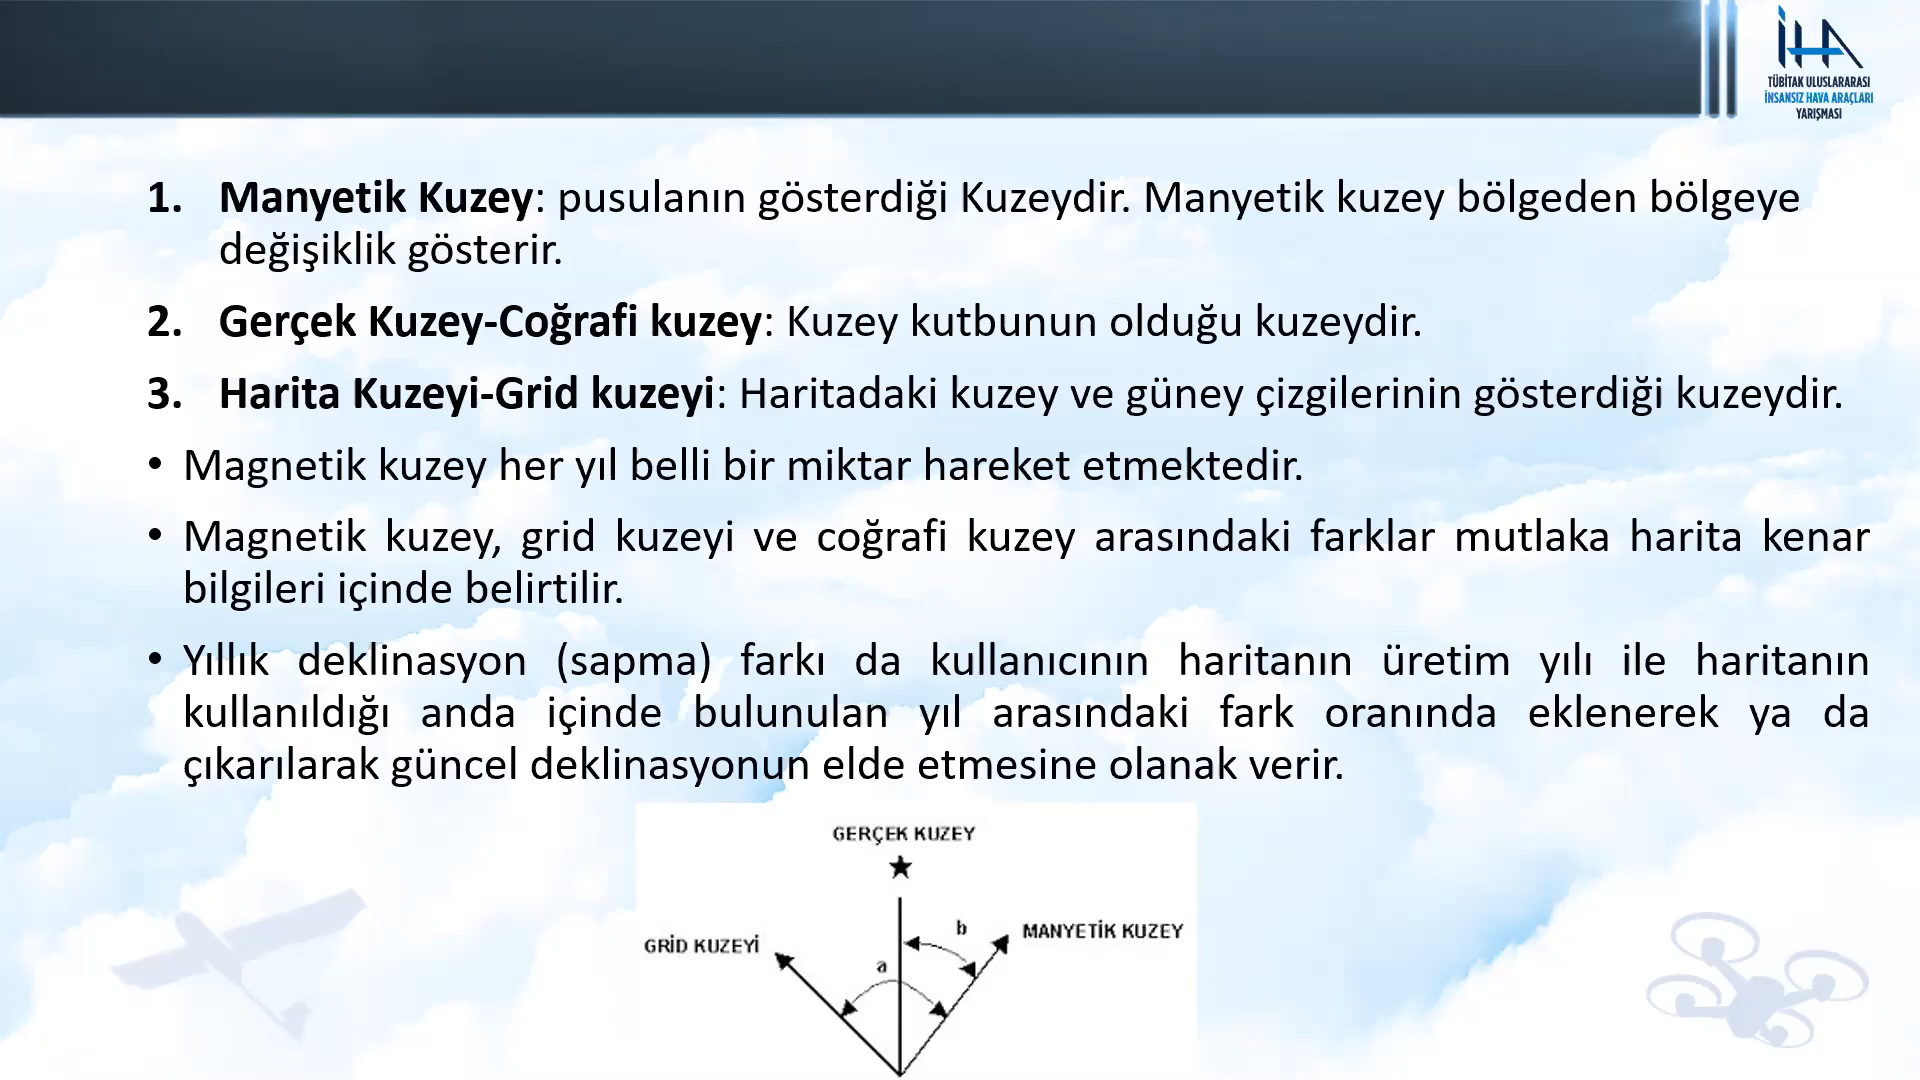 İHA
TÜBİTAK ULUSLARARASI
İNSANSIZ HAVA ARAÇLARI
YARIŞMASI
1. Manyetik Kuzey: pusulanın gösterdiği Kuzeydir. Manyetik kuzey bölgeden bölgeye
değişiklik gösterir.
2. Gerçek Kuzey-Coğrafi kuzey: Kuzey kutbunun olduğu kuzeydir.
3. Harita Kuzeyi-Grid kuzeyi: Haritadaki kuzey ve güney çizgilerinin gösterdiği kuzeydir.
• Magnetik kuzey her yıl belli bir miktar hareket etmektedir.
• Magnetik kuzey, grid kuzeyi ve coğrafi kuzey arasındaki farklar mutlaka harita kenar
bilgileri içinde belirtilir.
• Yıllık deklinasyon (sapma) farkı da kullanıcının haritanın üretim yılı ile haritanın
kullanıldığı anda içinde bulunulan yıl arasındaki fark oranında eklenerek ya da
çıkarılarak güncel deklinasyonun elde etmesine olanak verir.
GERÇEK KUZEY
b
MANYETİK KUZEY
GRİD KUZEYİ
a